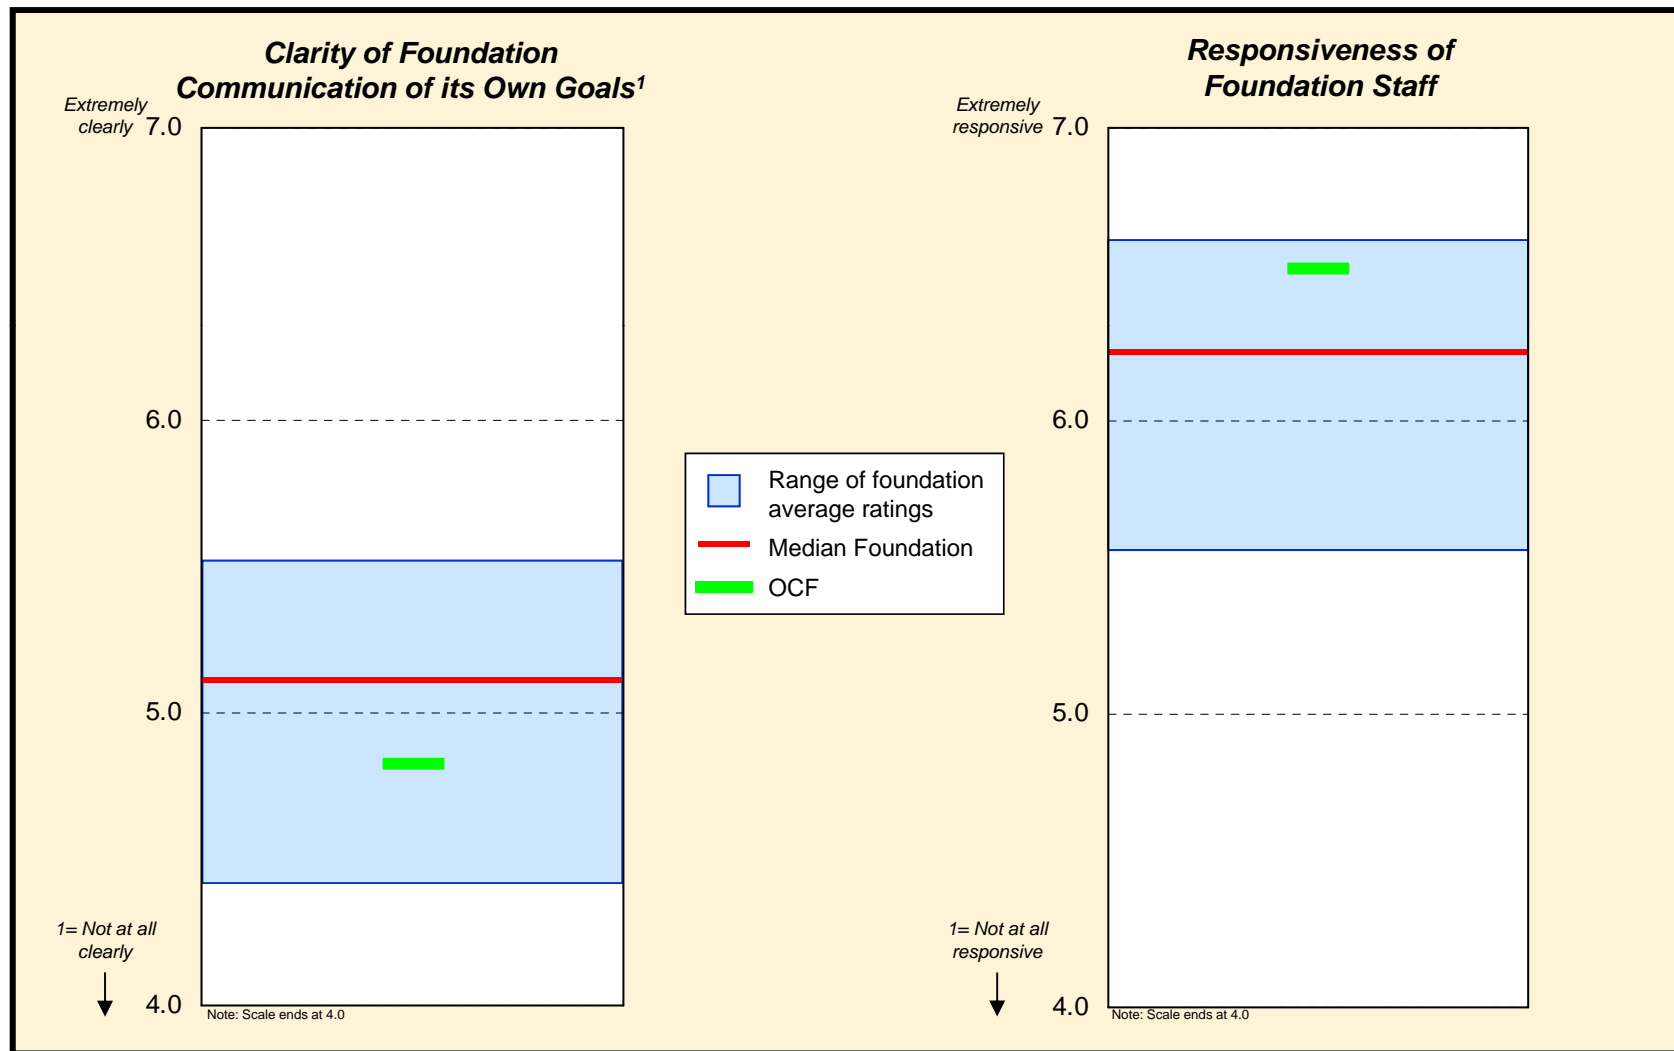 Clarity of Foundation
Communication of its Own Goals¹
Extremely
clearly
7.0
6.0
5.0
1= Not at all
clearly
4.0
Note: Scale ends at 4.0
Range of foundation
average ratings
Median Foundation
OCF
Responsiveness of
Foundation Staff
Extremely
responsive
7.0
6.0
5.0
1= Not at all
responsive
4.0
Note: Scale ends at 4.0